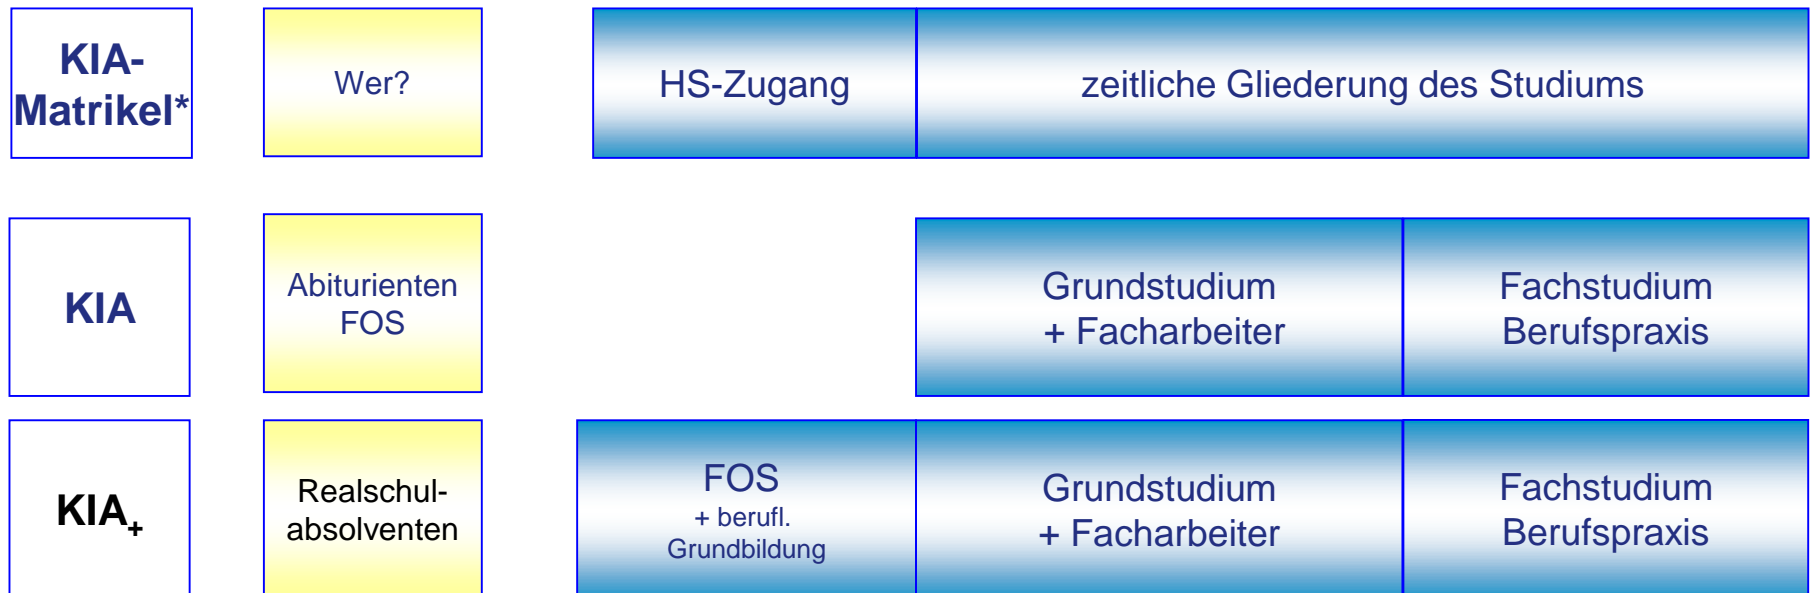 KIA-
Matrikel*
Wer?
HS-Zugang
zeitliche Gliederung des Studiums
KIA
Abiturienten
FOS
Grundstudium
+ Facharbeiter
Fachstudium
Berufspraxis
KIA+
Realschul-
absolventen
FOS
+ berufl.
Grundbildung
Grundstudium
+ Facharbeiter
Fachstudium
Berufspraxis